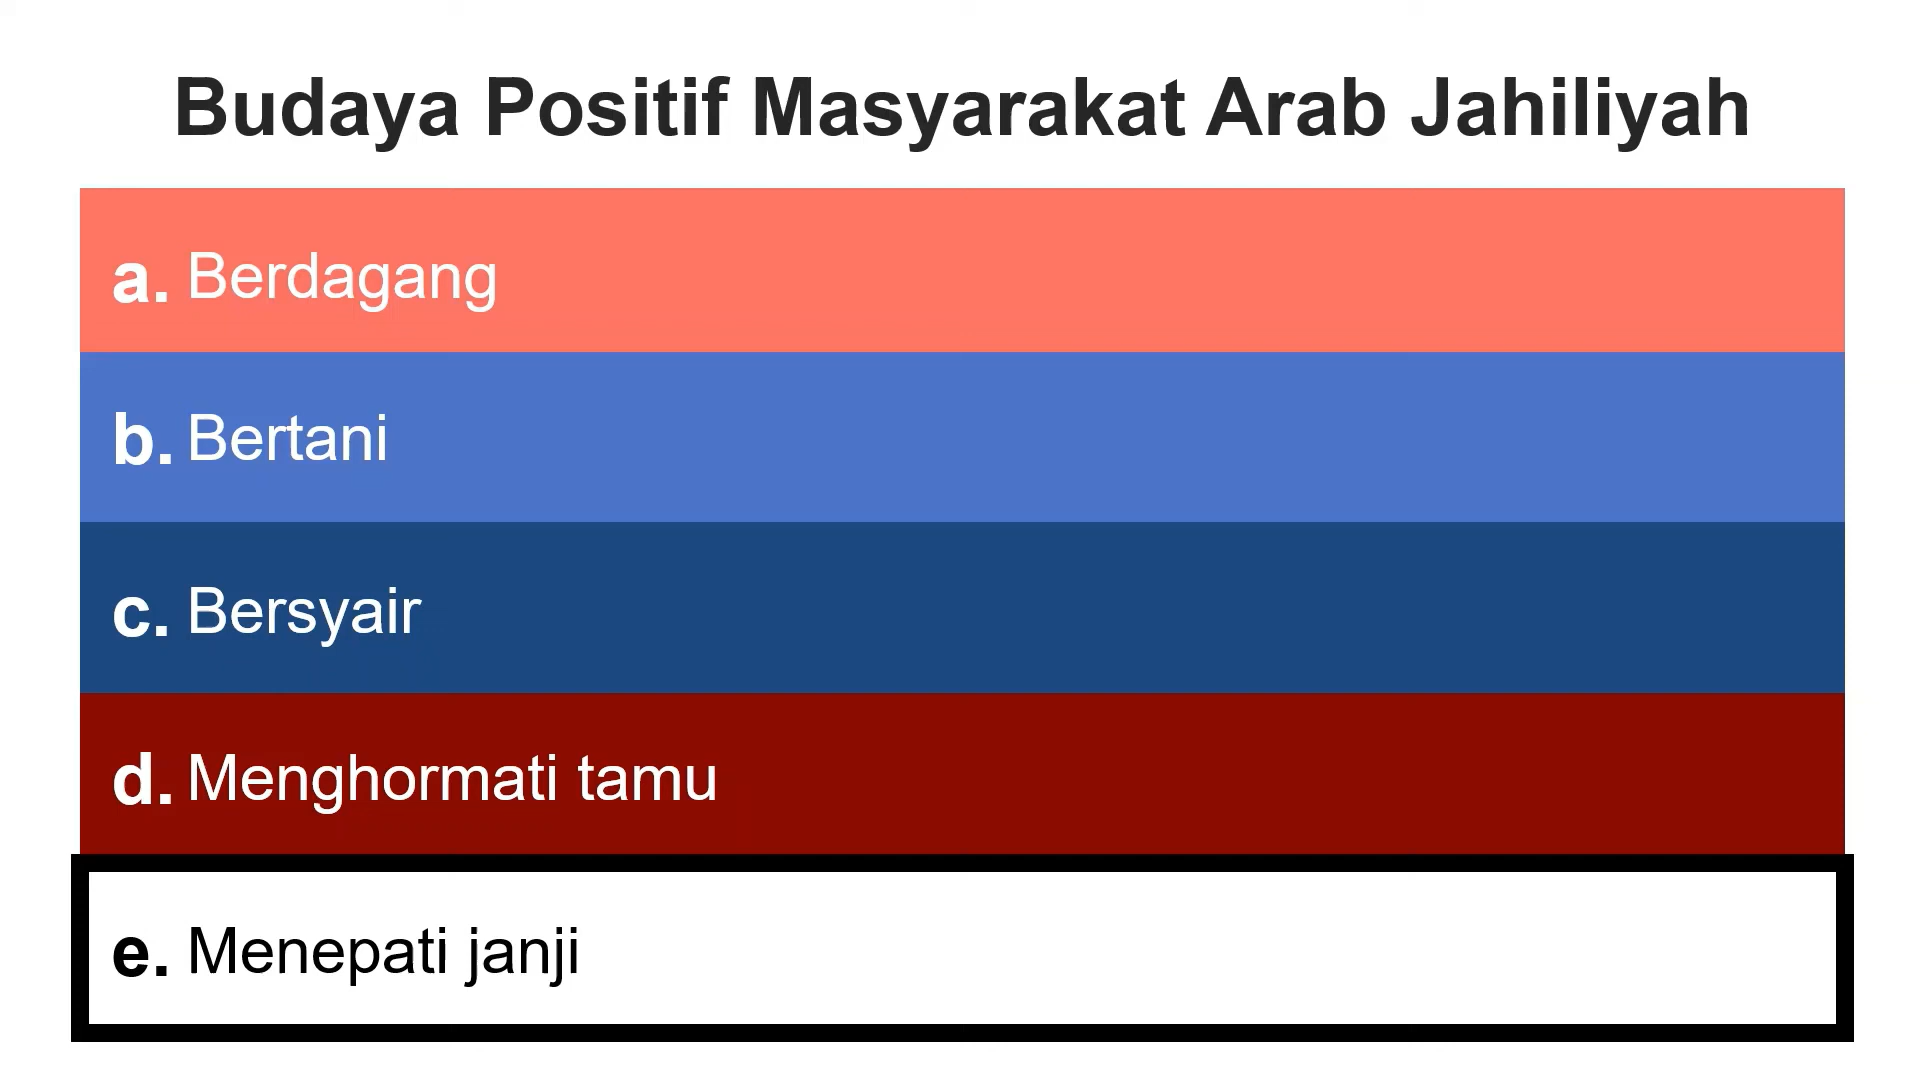 Budaya Positif Masyarakat Arab Jahiliyah
a. Berdagang
b. Bertani
c. Bersyair
d. Menghormati tamu
e. Menepati janji